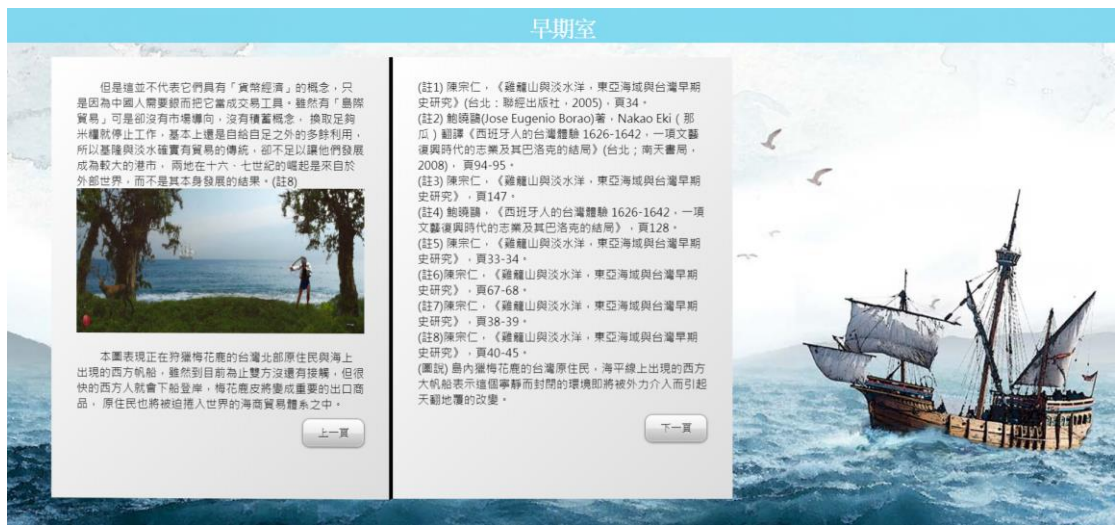 早期室
但是這並不代表它們具有「貨幣經濟」的概念，只
是因為中國人需要銀而把它當成交易工具。雖然有「島際
貿易」可是卻沒有市場導向，沒有積蓄概念， 換取足夠
米糧就停止工作，基本上還是自給自足之外的多餘利用，
所以基隆與淡水確實有貿易的傳統，卻不足以讓他們發展
成為較大的港市， 兩地在十六、七世紀的崛起是來自於
外部世界，而不是其本身發展的結果。(註8)
本圖表現正在狩獵梅花鹿的台灣北部原住民與海上
出現的西方帆船，雖然到目前為止雙方沒還有接觸，但很
快的西方人就會下船登岸，梅花鹿皮將變成重要的出口商
品， 原住民也將被迫捲入世界的海商貿易體系之中。
上一頁
(註1) 陳宗仁，《雞籠山與淡水洋，東亞海域與台灣早期
史研究》(台北：聯經出版社，2005)，頁34。
(註2) 鮑曉鷗(Jose Eugenio Borao)著，Nakao Eki（那
瓜）翻譯《西班牙人的台灣體驗 1626-1642，一項文藝
復興時代的志業及其巴洛克的結局》(台北；南天書局，
2008)， 頁94-95。
(註3) 陳宗仁，《雞籠山與淡水洋，東亞海域與台灣早期
史研究》，頁147。
(註4) 鮑曉鷗，《西班牙人的台灣體驗 1626-1642，一項
文藝復興時代的志業及其巴洛克的結局》，頁128。
(註5) 陳宗仁，《雞籠山與淡水洋，東亞海域與台灣早期
史研究》，頁33-34。
(註6)陳宗仁，《雞籠山與淡水洋，東亞海域與台灣早期
史研究》，頁67-68。
(註7)陳宗仁，《雞籠山與淡水洋，東亞海域與台灣早期
史研究》，頁38-39。
(註8)陳宗仁，《雞籠山與淡水洋，東亞海域與台灣早期
史研究》，頁40-45。
(圖說) 島內獵梅花鹿的台灣原住民，海平線上出現的西方
大帆船表示這個寧靜而封閉的環境即將被外力介入而引起
天翻地覆的改變。
下一頁